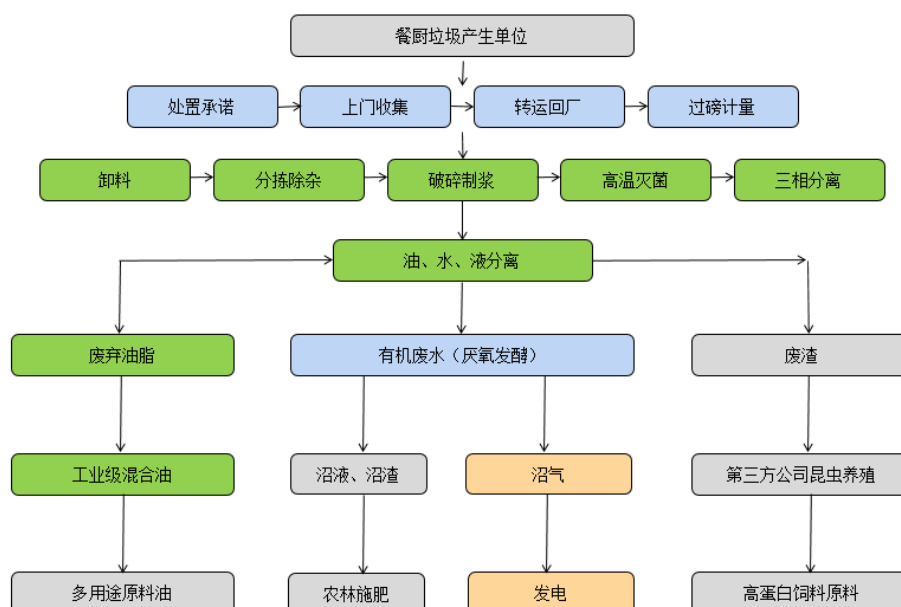 餐厨垃圾产生单位
处置承诺
上门收集
转运回厂
过磅计量
卸料
分拣除杂
破碎制浆
高温灭菌
三相分离
油、水、液分离
废弃油脂
有机废水（厌氧发酵）
废渣
工业级混合油
沼液、沼渣
沼气
第三方公司昆虫养殖
多用途原料油
农林施肥
发电
高蛋白饲料原料